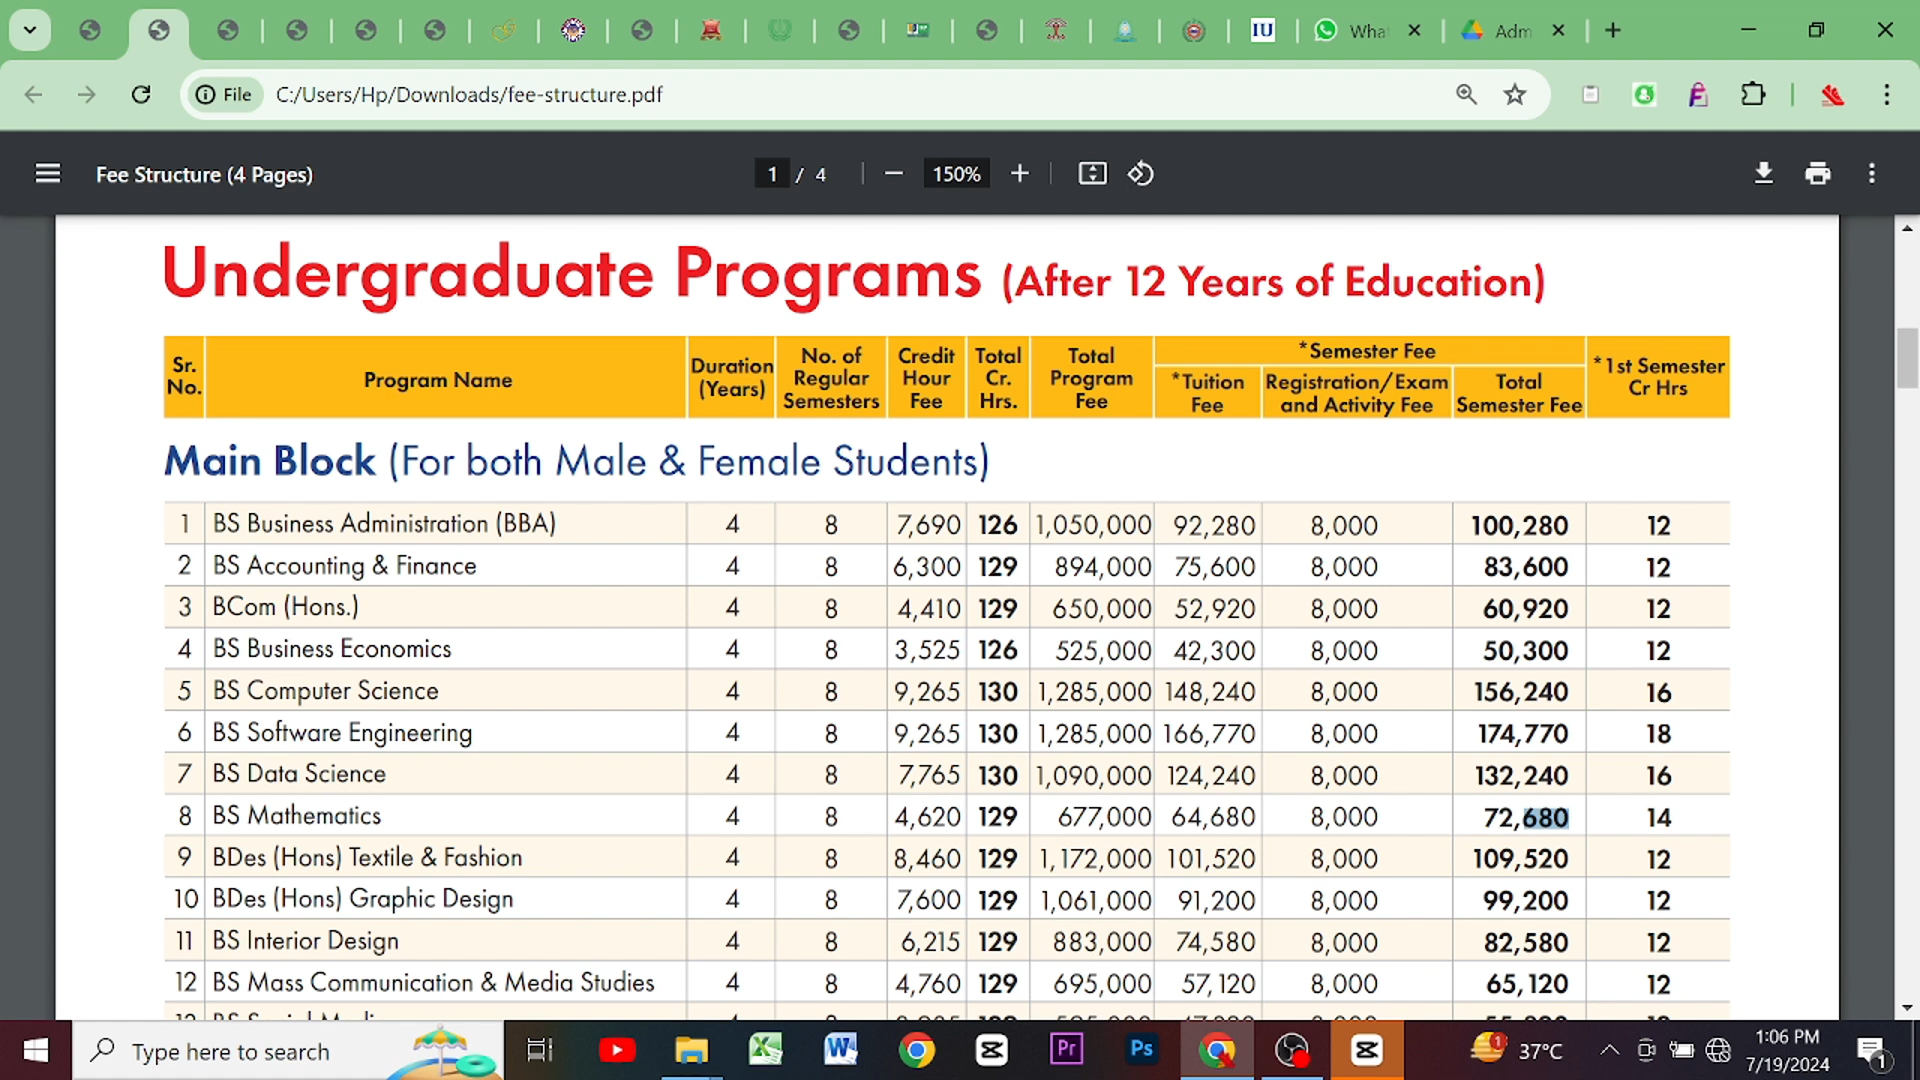 IU
What
Adm
File
C:/Users/Hp/Downloads/fee-structure.pdf
Fee Structure (4 Pages)
1 / 4
150%
Undergraduate Programs (After 12 Years of Education)
Sr. No. Program Name Duration (Years) No. of Regular Semesters Credit Hour Fee Total Cr. Hrs. Total Program Fee *Semester Fee *Tuition Fee Registration/Exam and Activity Fee Total Semester Fee *1st Semester Cr Hrs
Main Block (For both Male & Female Students)
1 BS Business Administration (BBA) 4 8 7,690 126 1,050,000 92,280 8,000 100,280 12
2 BS Accounting & Finance 4 8 6,300 129 894,000 75,600 8,000 83,600 12
3 BCom (Hons.) 4 8 4,410 129 650,000 52,920 8,000 60,920 12
4 BS Business Economics 4 8 3,525 126 525,000 42,300 8,000 50,300 12
5 BS Computer Science 4 8 9,265 130 1,285,000 148,240 8,000 156,240 16
6 BS Software Engineering 4 8 9,265 130 1,285,000 166,770 8,000 174,770 18
7 BS Data Science 4 8 7,765 130 1,090,000 124,240 8,000 132,240 16
8 BS Mathematics 4 8 4,620 129 677,000 64,680 8,000 72,680 14
9 BDes (Hons) Textile & Fashion 4 8 8,460 129 1,172,000 101,520 8,000 109,520 12
10 BDes (Hons) Graphic Design 4 8 7,600 129 1,061,000 91,200 8,000 99,200 12
11 BS Interior Design 4 8 6,215 129 883,000 74,580 8,000 82,580 12
12 BS Mass Communication & Media Studies 4 8 4,760 129 695,000 57,120 8,000 65,120 12
Type here to search
Pr
Ps
1
37°C
1:06 PM
7/19/2024
1